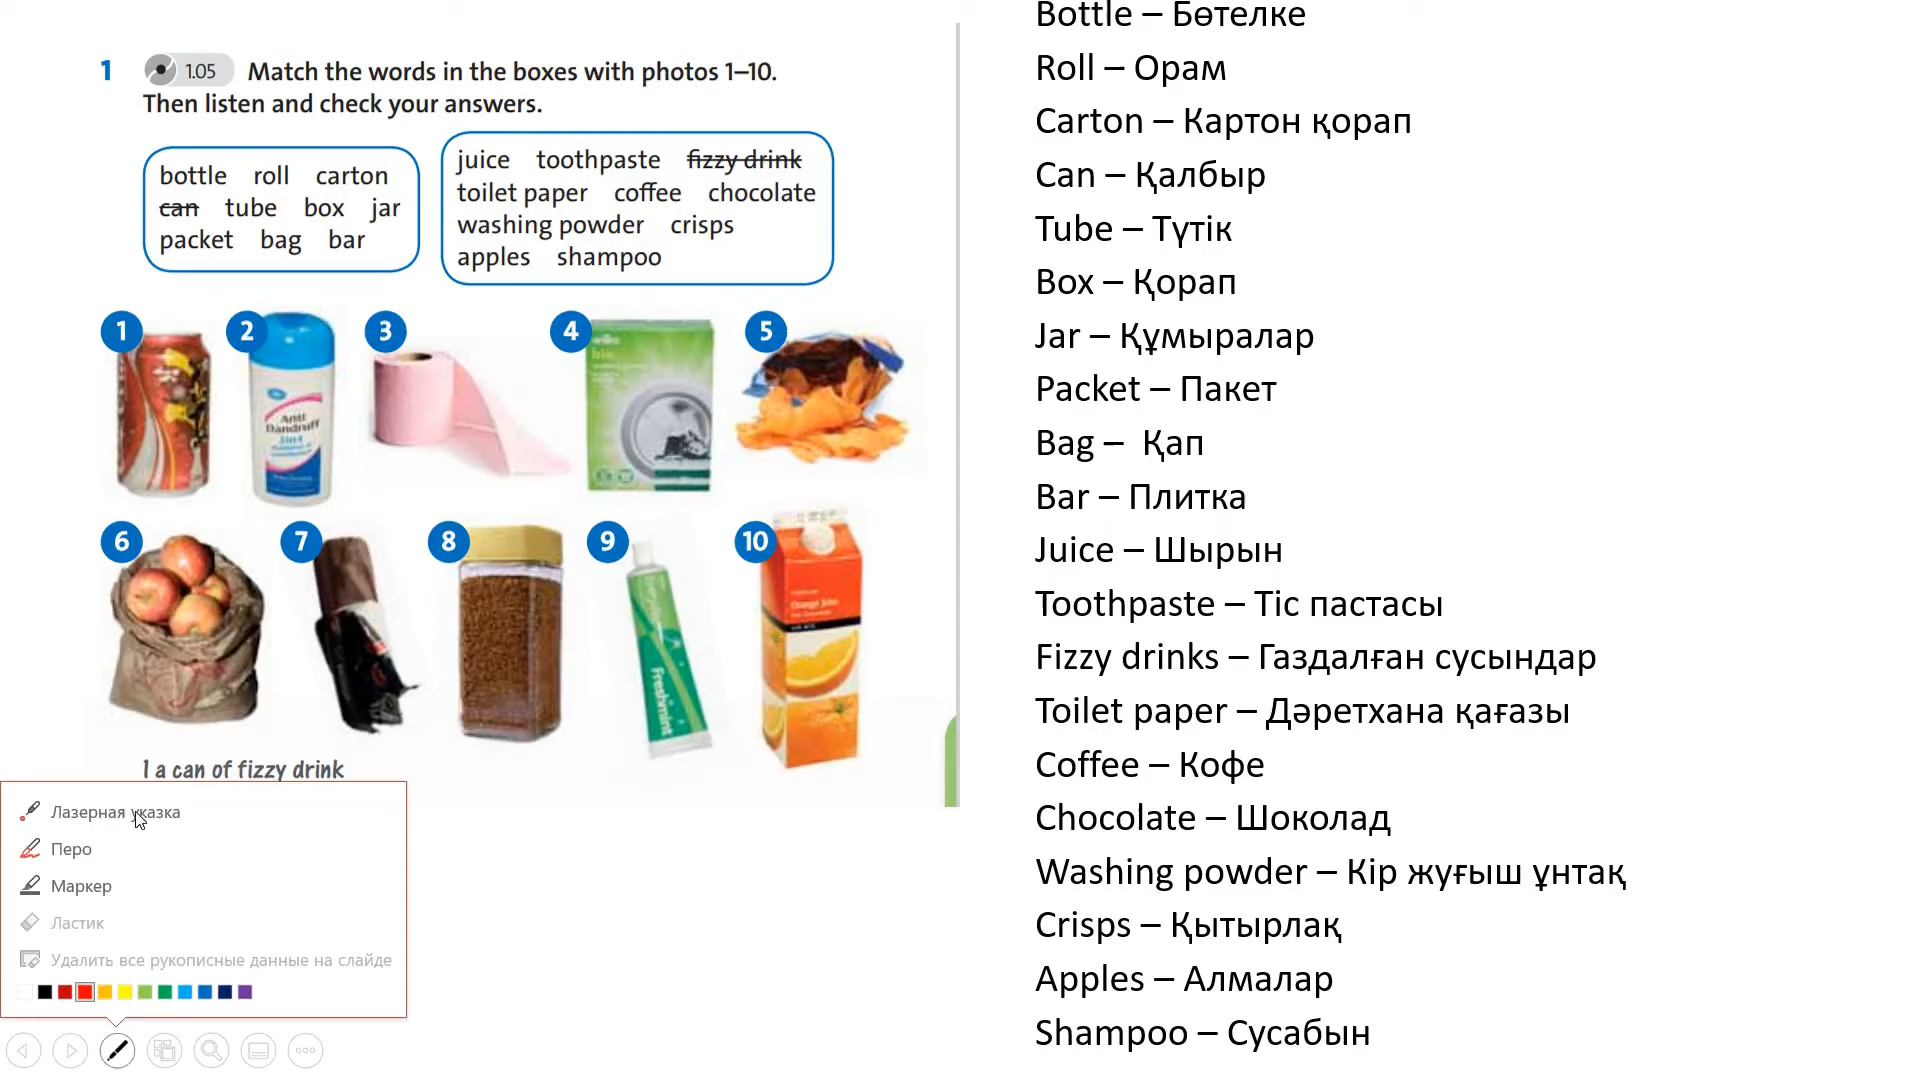 1 1.05 Match the words in the boxes with photos 1–10.
Then listen and check your answers.
bottle roll carton
can tube box jar
packet bag bar
juice toothpaste fizzy drink
toilet paper coffee chocolate
washing powder crisps
apples shampoo
1 2 3 4 5
Anti
Dandruff
2in1
6 7 8 9 10
Freshmint
Orange Juice
1 a can of fizzy drink
Лазерная указка
Перо
Маркер
Ластик
Удалить все рукописные данные на слайде
Bottle – Бөтелке
Roll – Орам
Carton – Картон қорап
Can – Қалбыр
Tube – Түтік
Box – Қорап
Jar – Құмыралар
Packet – Пакет
Bag – Қап
Bar – Плитка
Juice – Шырын
Toothpaste – Тіс пастасы
Fizzy drinks – Газдалған сусындар
Toilet paper – Дәретхана қағазы
Coffee – Кофе
Chocolate – Шоколад
Washing powder – Кір жуғыш ұнтақ
Crisps – Қытырлақ
Apples – Алмалар
Shampoo – Сусабын